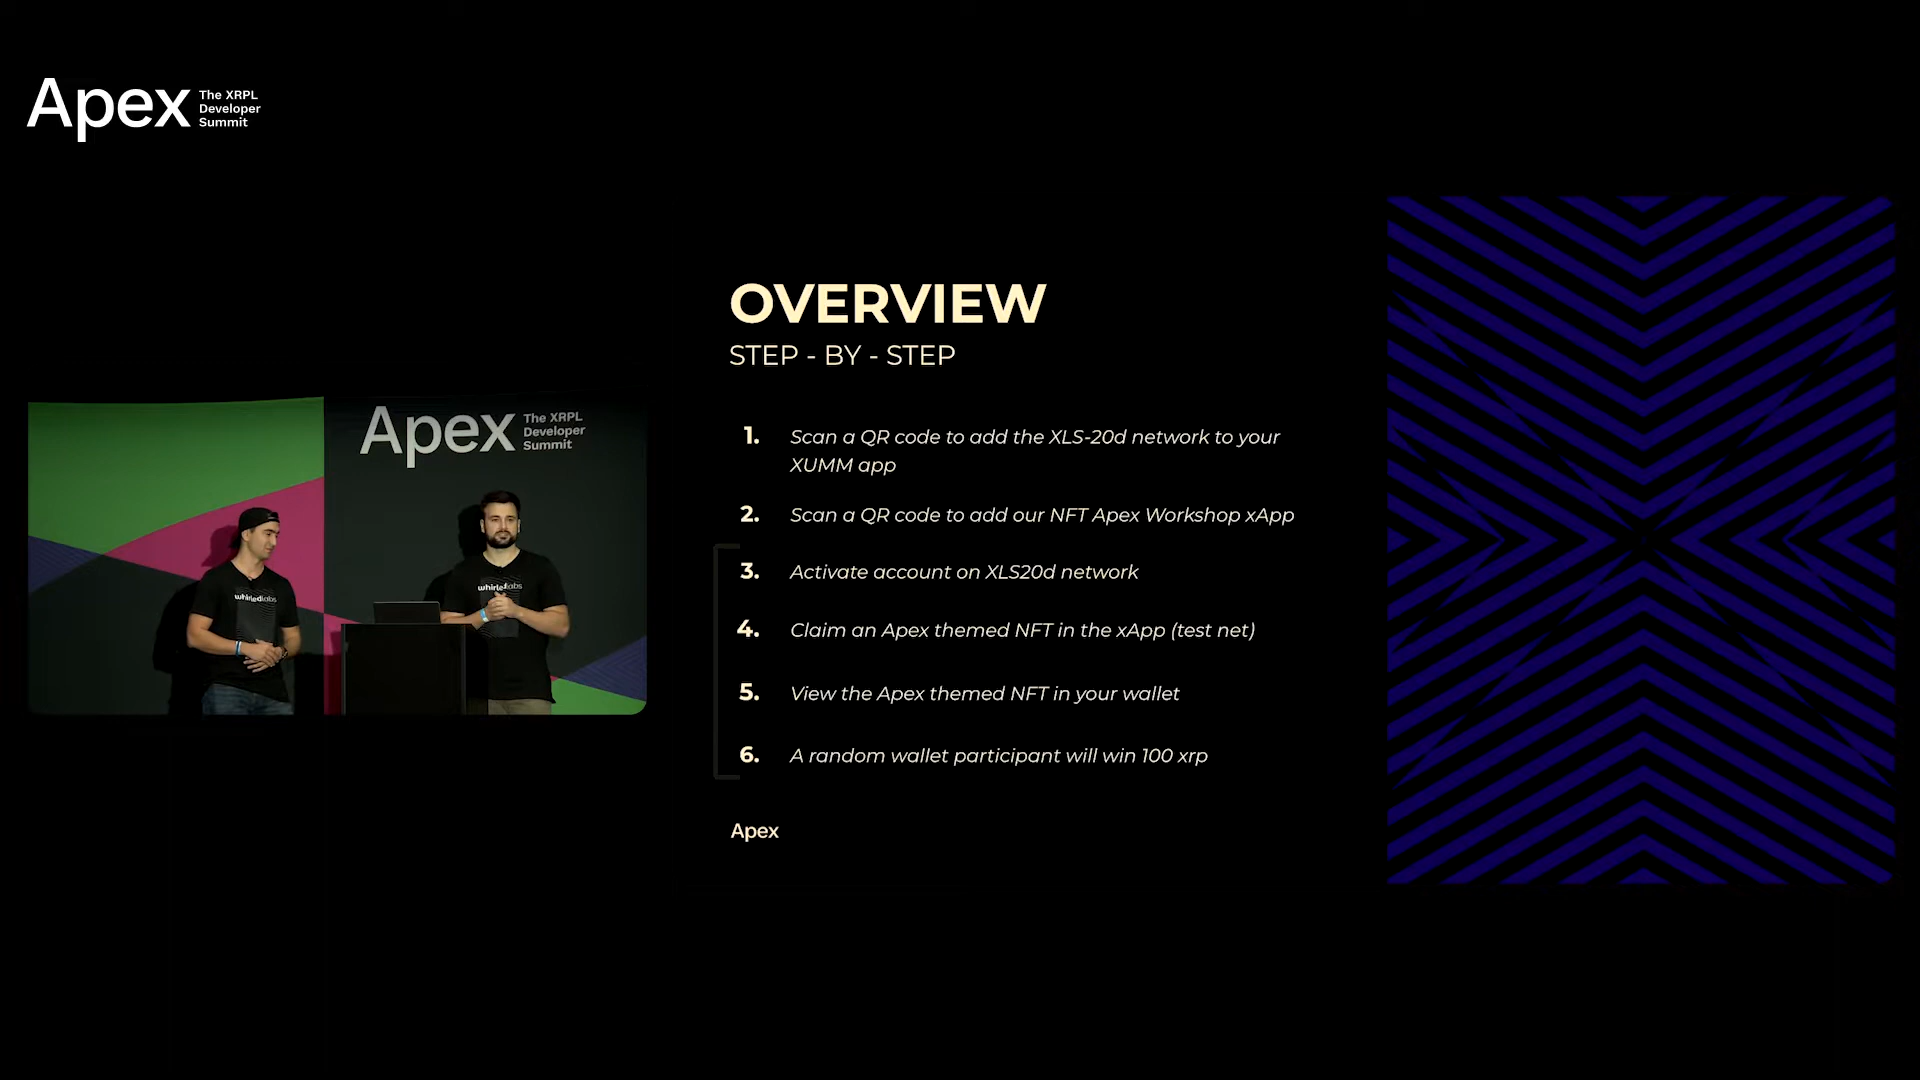 Apex
The XRPL
Developer
Summit
Apex
The XRPL
Developer
Summit
whirledlabs
whirledlabs
OVERVIEW
STEP - BY - STEP
1. Scan a QR code to add the XLS-20d network to your
XUMM app
2. Scan a QR code to add our NFT Apex Workshop xApp
3. Activate account on XLS20d network
4. Claim an Apex themed NFT in the xApp (test net)
5. View the Apex themed NFT in your wallet
6. A random wallet participant will win 100 xrp
Apex